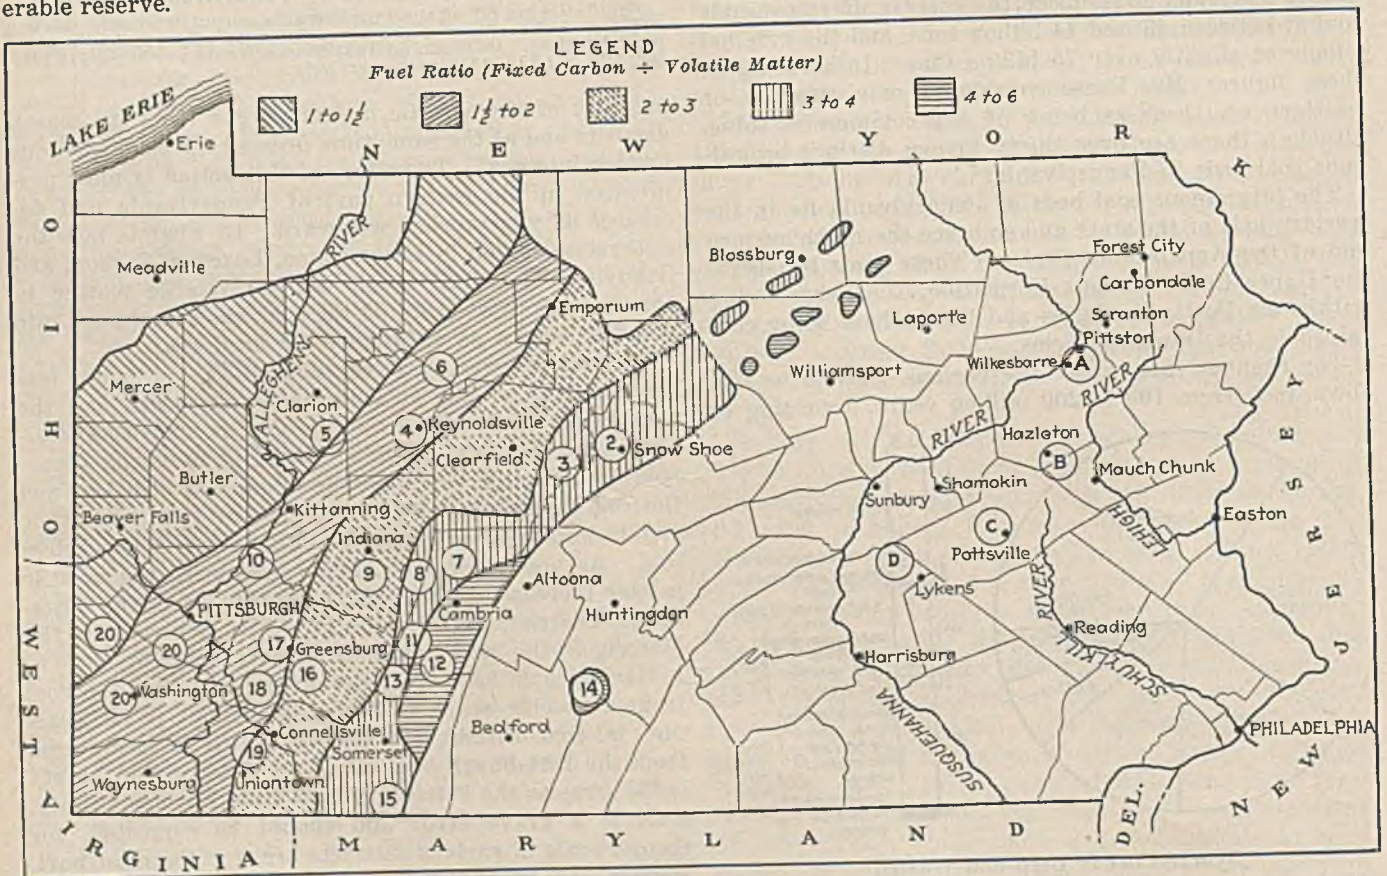 erable reserve.
LEGEND
Fuel Ratio (Fixed Carbon ÷ Volatile Matter)
1 to 1½
1½ to 2
2 to 3
3 to 4
4 to 6
LAKE ERIE
Erie
N E W Y O R K
O H I O
RIVER
Meadville
Blossburg
Forest City
Carbondale
Emporium
Laporte
Scranton
Pittston
Wilkesbarre
A
Mercer
6
Williamsport
RIVER
ALLEGHENY
Clarion
5
4
Reynoldsville
2
Snow Shoe
RIVER
Hazleton
Clearfield
3
B
Mauch Chunk
Butler
Sunbury
Shamokin
Kittanning
Beaver Falls
C
Easton
LEHIGH
Indiana
Pottsville
10
9
8
7
D
Altoona
Lykens
RIVER
PITTSBURGH
Cambria
Huntingdon
Reading
20
20
17
Greensburg
11
Harrisburg
12
16
SCHUYLKILL
20
Washington
18
13
14
SUSQUEHANNA
Connellsville
Bedford
PHILADELPHIA
19
Somerset
Waynesburg
Uniontown
15
WEST VIRGINIA
MARYLAND
DEL.
NEW JERSEY